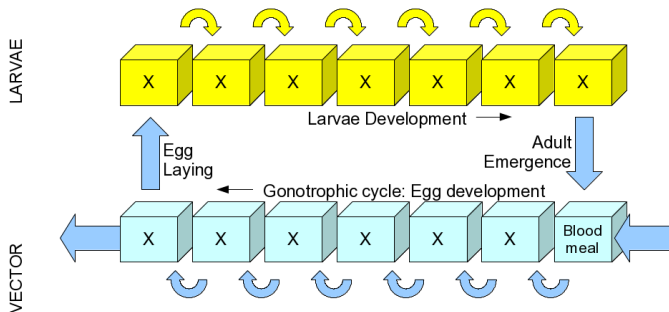 LARVAE
X X X X X X X
Larvae Development
Egg
Laying
Adult
Emergence
Gonotrophic cycle: Egg development
VECTOR
X X X X X X Blood
meal